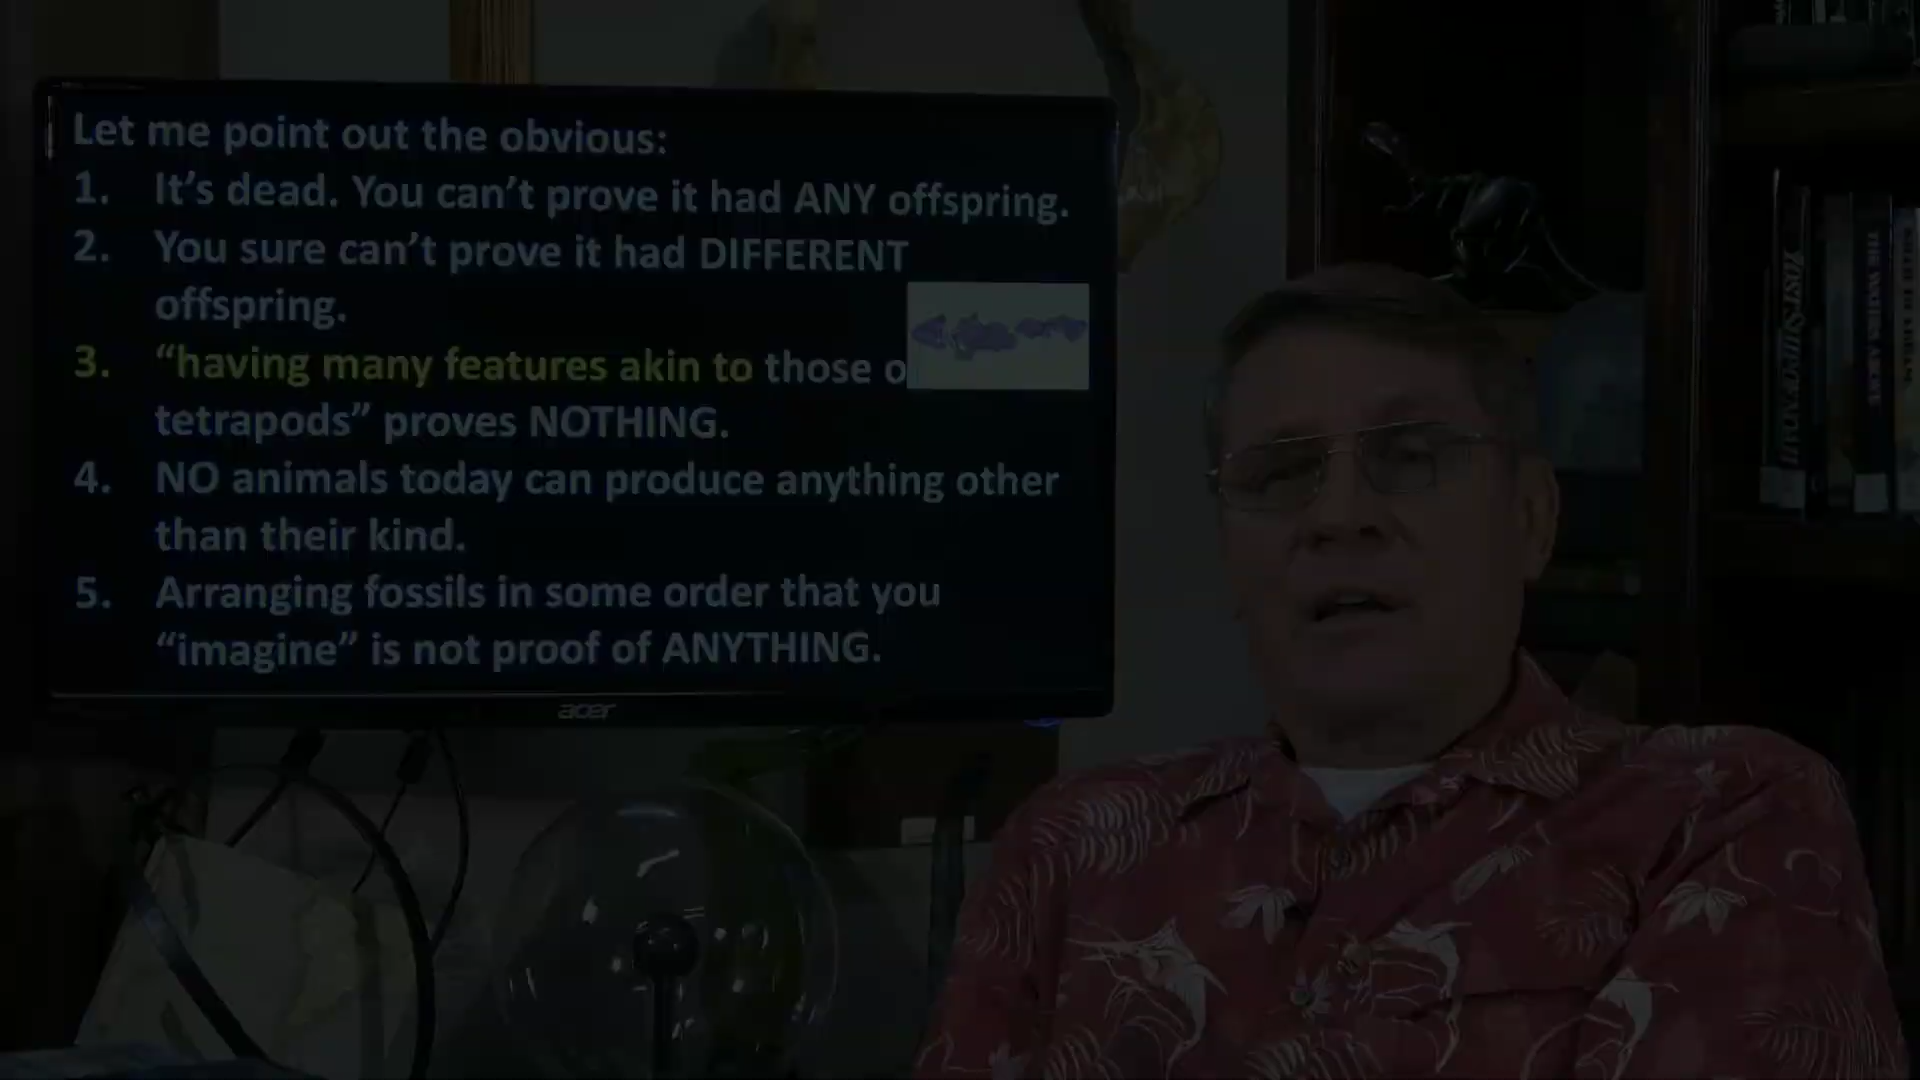 Let me point out the obvious:
1. It's dead. You can't prove it had ANY offspring.
2. You sure can't prove it had DIFFERENT
offspring.
3. “having many features akin to those o
tetrapods” proves NOTHING.
4. NO animals today can produce anything other
than their kind.
5. Arranging fossils in some order that you
“imagine” is not proof of ANYTHING.
acer